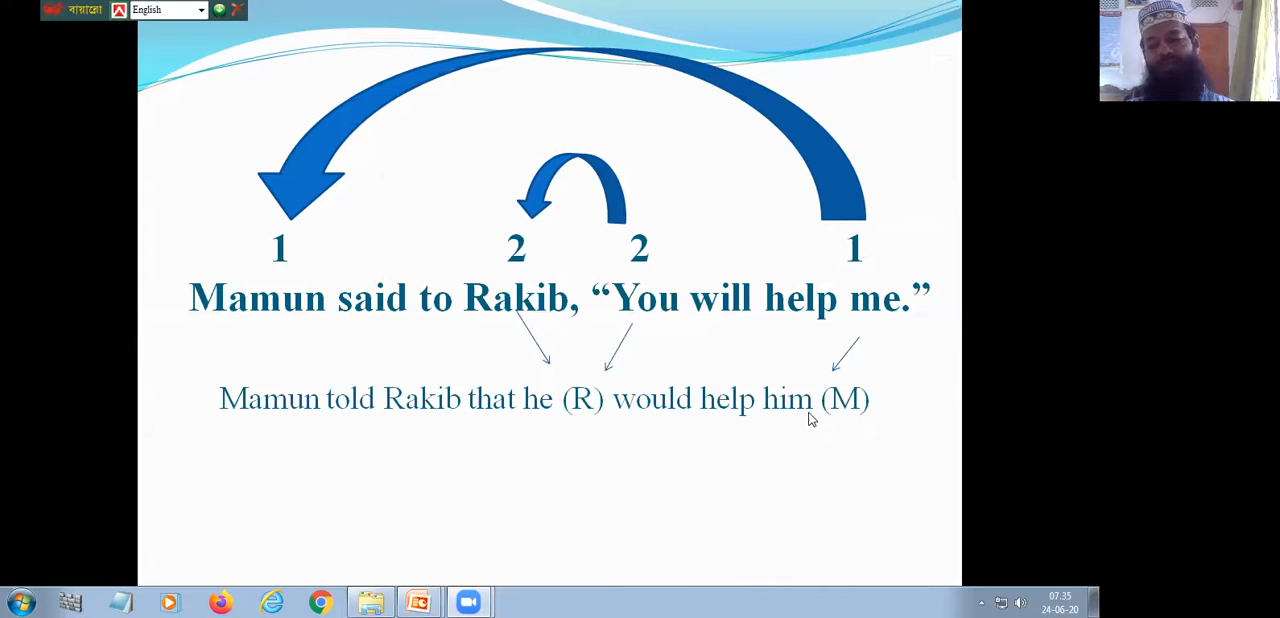 বায়ান্নো English
1 2 2 1
Mamun said to Rakib, “You will help me.”
Mamun told Rakib that he (R) would help him (M)
07.35
24-06-20